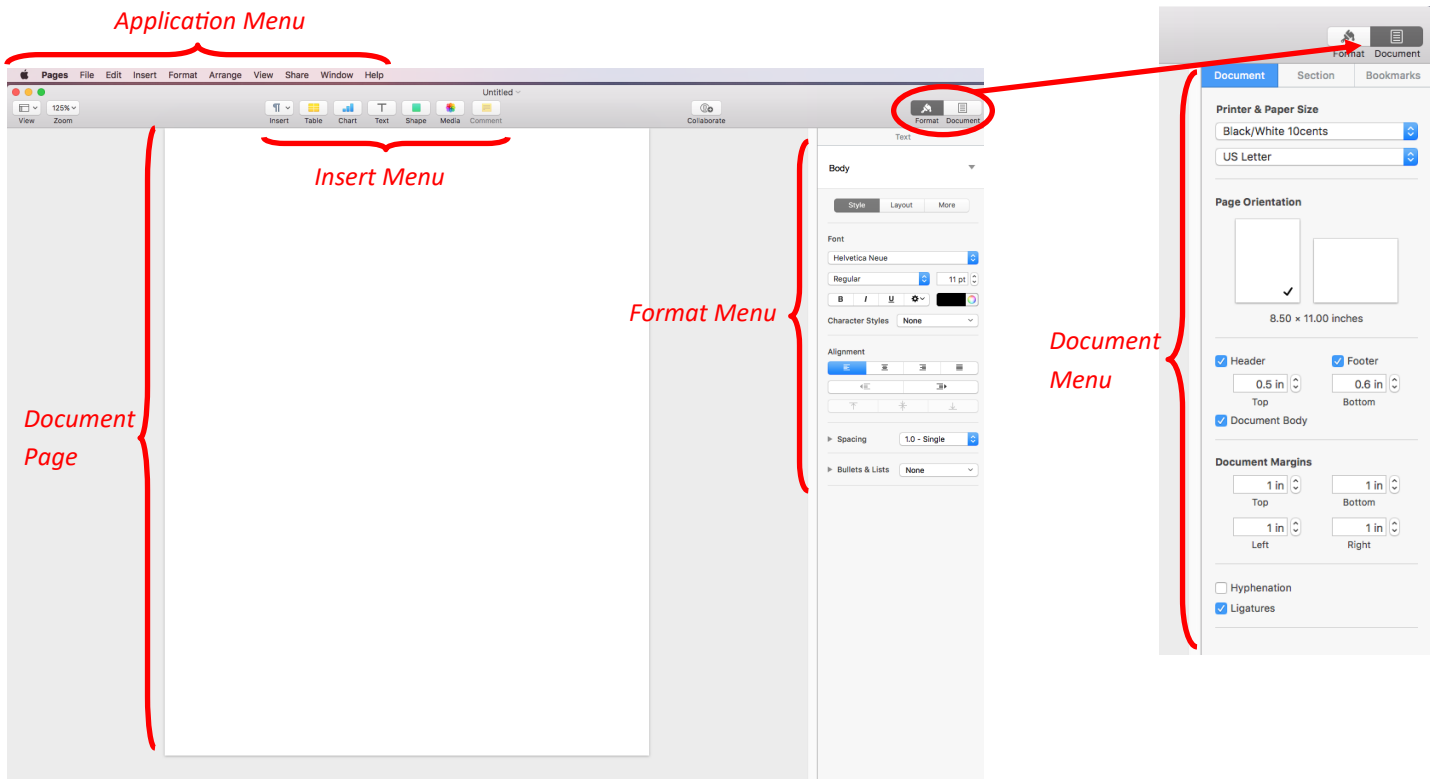 Application Menu
Pages File Edit Insert Format Arrange View Share Window Help
Untitled
125%
View Zoom Insert Table Chart Text Shape Media Comment Collaborate Format Document
Insert Menu
Document
Page
Format Menu
Text
Body
Style Layout More
Font
Helvetica Neue
Regular 11 pt
B I U
Character Styles None
Alignment
Spacing 1.0 - Single
Bullets & Lists None
Format Document
Document Section Bookmarks
Printer & Paper Size
Black/White 10cents
US Letter
Page Orientation
8.50 × 11.00 inches
Document
Menu
Header Footer
0.5 in 0.6 in
Top Bottom
Document Body
Document Margins
1 in 1 in
Top Bottom
1 in 1 in
Left Right
Hyphenation
Ligatures